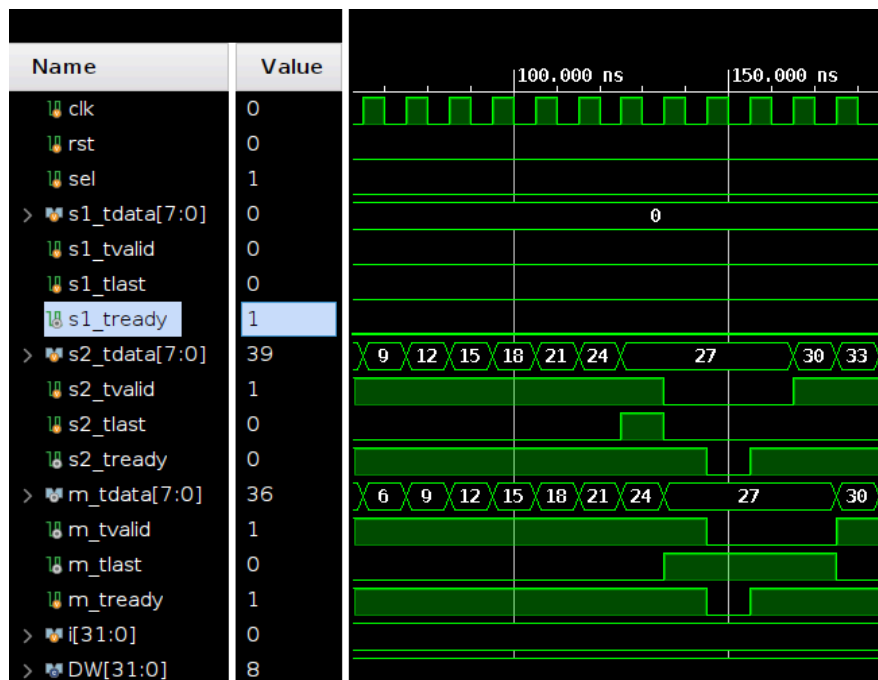 Name Value
100.000 ns 150.000 ns
clk 0
rst 0
sel 1
s1_tdata[7:0] 0 0
s1_tvalid 0
s1_tlast 0
s1_tready 1
s2_tdata[7:0] 39 9 12 15 18 21 24 27 30 33
s2_tvalid 1
s2_tlast 0
s2_tready 0
m_tdata[7:0] 36 6 9 12 15 18 21 24 27 30
m_tvalid 1
m_tlast 0
m_tready 1
i[31:0] 0
DW[31:0] 8